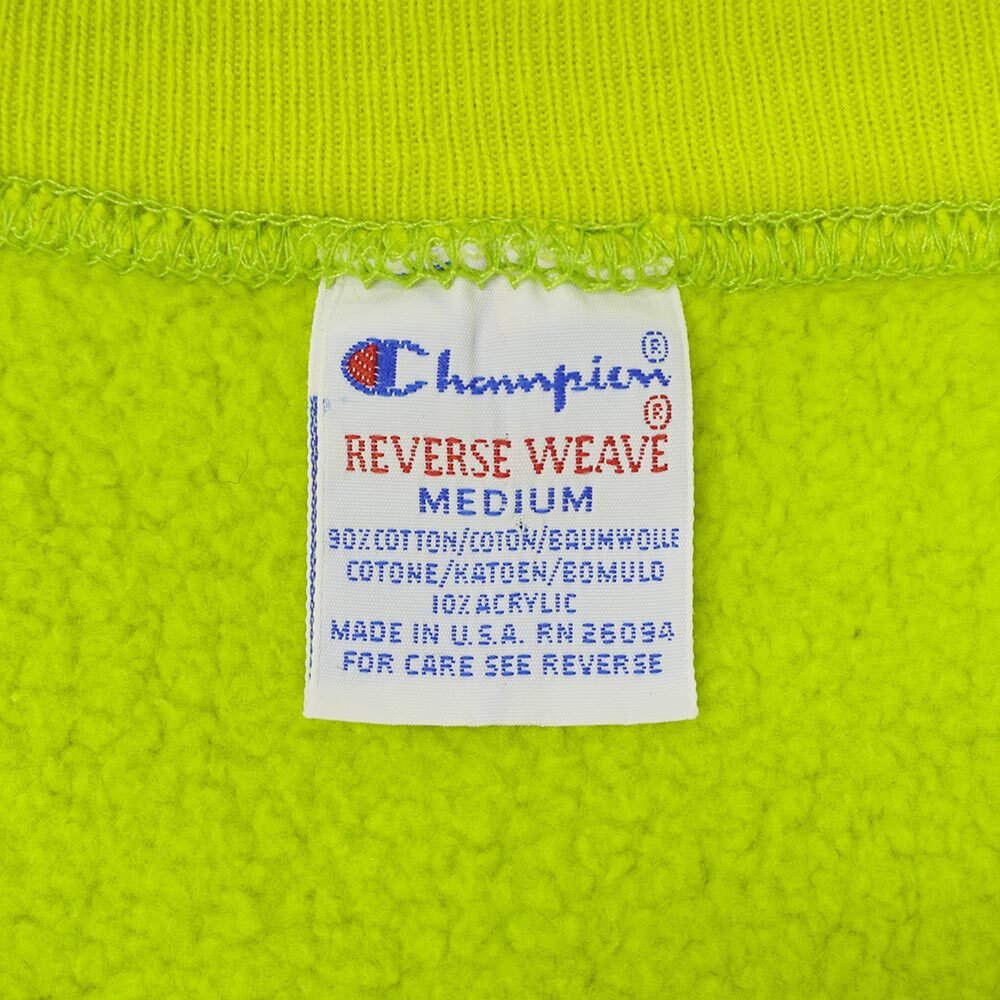 Champion®
REVERSE WEAVE®
MEDIUM
90% COTTON/COTON/BAUMWOLLE
COTONE/KATOEN/BOMULD
10% ACRYLIC
MADE IN U.S.A. RN 26094
FOR CARE SEE REVERSE